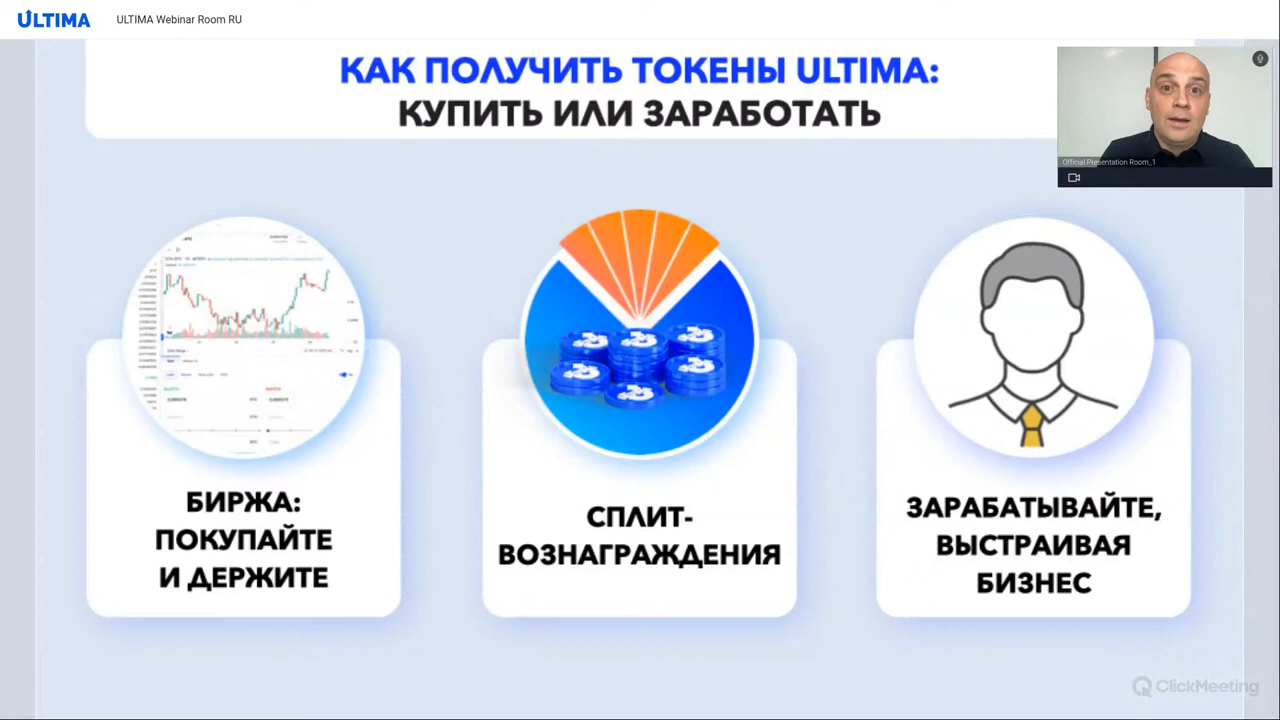 ULTIMA
ULTIMA Webinar Room RU
КАК ПОЛУЧИТЬ ТОКЕНЫ ULTIMA:
КУПИТЬ ИЛИ ЗАРАБОТАТЬ
Official Presentation Room_1
БИРЖА:
ПОКУПАЙТЕ
И ДЕРЖИТЕ
СПЛИТ-
ВОЗНАГРАЖДЕНИЯ
ЗАРАБАТЫВАЙТЕ,
ВЫСТРАИВАЯ
БИЗНЕС
ClickMeeting